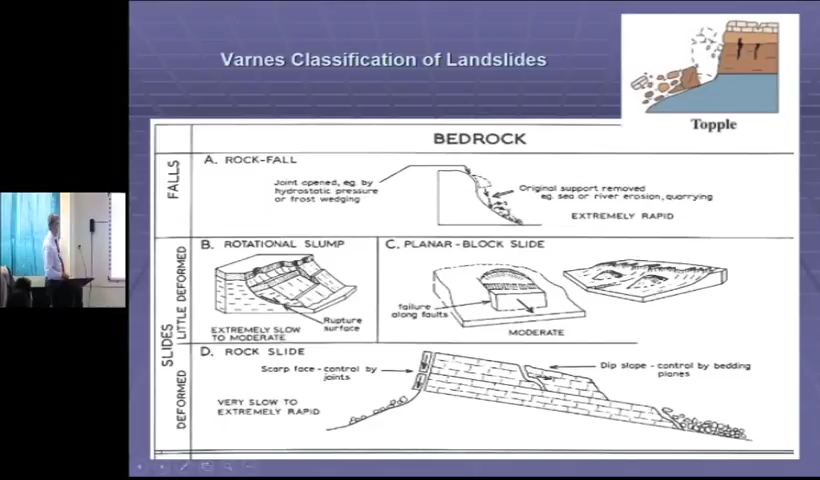 Varnes Classification of Landslides
Topple
BEDROCK
FALLS
A. ROCK-FALL
Joint opened, eg. by
hydrostatic pressure
or frost wedging
Original support removed
eg. sea or river erosion, quarrying
EXTREMELY RAPID
SLIDES
LITTLE DEFORMED
B. ROTATIONAL SLUMP
Rupture
surface
EXTREMELY SLOW
TO MODERATE
C. PLANAR-BLOCK SLIDE
failure
along faults
MODERATE
DEFORMED
D. ROCK SLIDE
Scarp face-control by
joints
Dip slope-control by bedding
planes
VERY SLOW TO
EXTREMELY RAPID